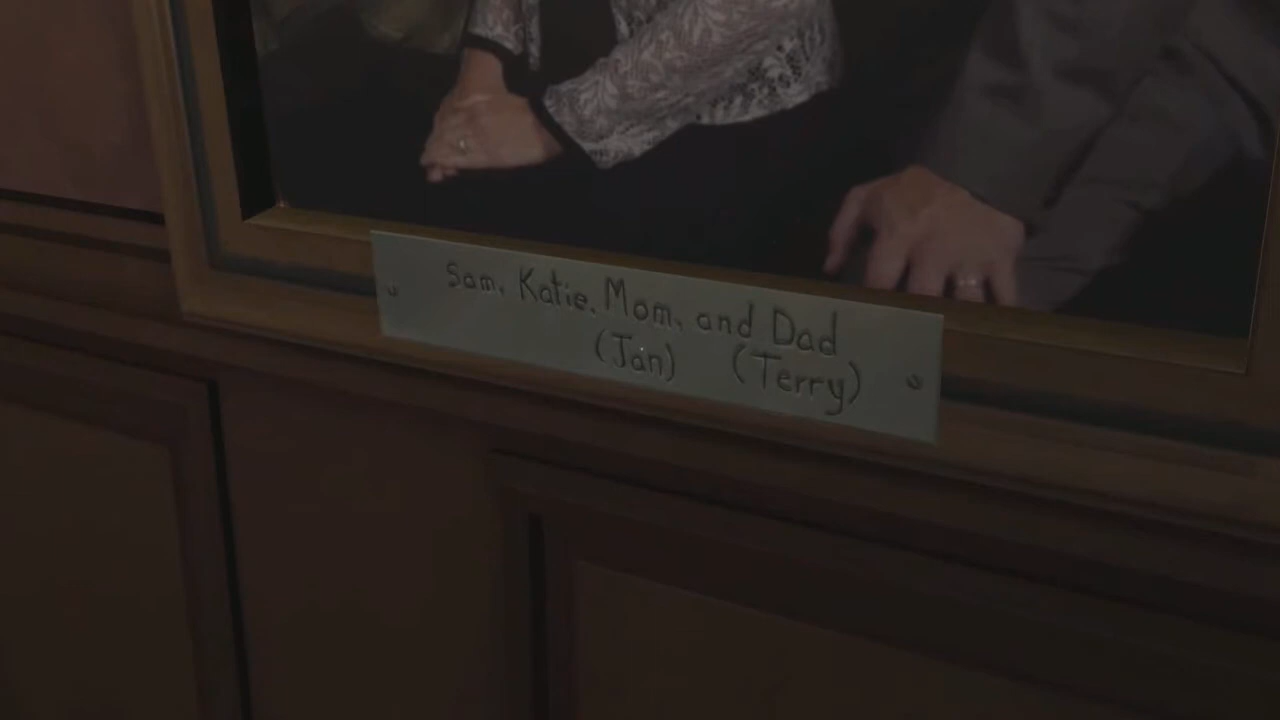 Sam, Katie, Mom, and Dad
(Jan) (Terry)